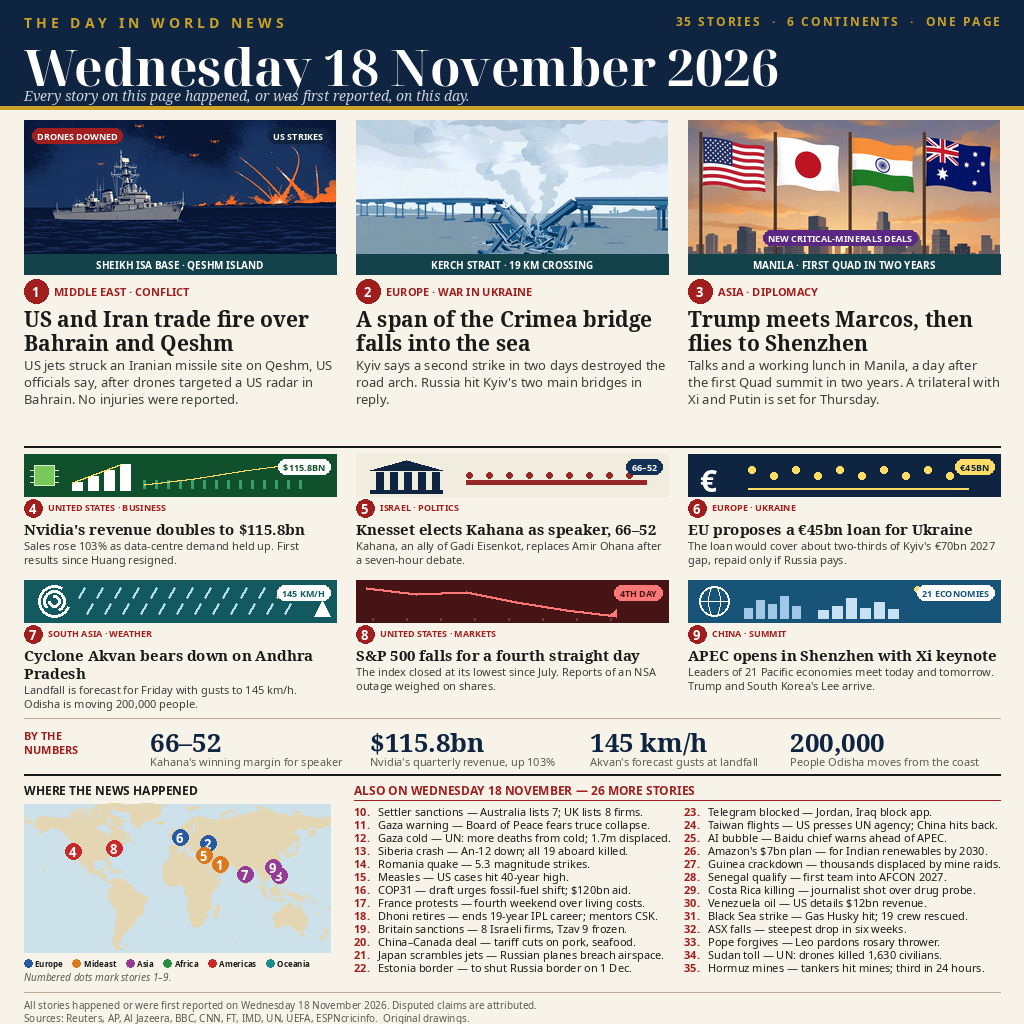 THE DAY IN WORLD NEWS
35 STORIES · 6 CONTINENTS · ONE PAGE
Wednesday 18 November 2026
Every story on this page happened, or was first reported, on this day.
DRONES DOWNED
US STRIKES
SHEIKH ISA BASE · QESHM ISLAND
1 MIDDLE EAST · CONFLICT
US and Iran trade fire over
Bahrain and Qeshm
US jets struck an Iranian missile site on Qeshm, US
officials say, after drones targeted a US radar in
Bahrain. No injuries were reported.
KERCH STRAIT · 19 KM CROSSING
2 EUROPE · WAR IN UKRAINE
A span of the Crimea bridge
falls into the sea
Kyiv says a second strike in two days destroyed the
road arch. Russia hit Kyiv's two main bridges in
reply.
NEW CRITICAL-MINERALS DEALS
MANILA · FIRST QUAD IN TWO YEARS
3 ASIA · DIPLOMACY
Trump meets Marcos, then
flies to Shenzhen
Talks and a working lunch in Manila, a day after
the first Quad summit in two years. A trilateral with
Xi and Putin is set for Thursday.
$115.8BN
4 UNITED STATES · BUSINESS
Nvidia's revenue doubles to $115.8bn
Sales rose 103% as data-centre demand held up. First
results since Huang resigned.
66–52
5 ISRAEL · POLITICS
Knesset elects Kahana as speaker, 66–52
Kahana, an ally of Gadi Eisenkot, replaces Amir Ohana after
a seven-hour debate.
€
€45BN
6 EUROPE · UKRAINE
EU proposes a €45bn loan for Ukraine
The loan would cover about two-thirds of Kyiv's €70bn 2027
gap, repaid only if Russia pays.
145 KM/H
7 SOUTH ASIA · WEATHER
Cyclone Akvan bears down on Andhra
Pradesh
Landfall is forecast for Friday with gusts to 145 km/h.
Odisha is moving 200,000 people.
4TH DAY
8 UNITED STATES · MARKETS
S&P 500 falls for a fourth straight day
The index closed at its lowest since July. Reports of an NSA
outage weighed on shares.
21 ECONOMIES
9 CHINA · SUMMIT
APEC opens in Shenzhen with Xi keynote
Leaders of 21 Pacific economies meet today and tomorrow.
Trump and South Korea's Lee arrive.
BY THE
NUMBERS
66–52
Kahana's winning margin for speaker
$115.8bn
Nvidia's quarterly revenue, up 103%
145 km/h
Akvan's forecast gusts at landfall
200,000
People Odisha moves from the coast
WHERE THE NEWS HAPPENED
4
8
6
2
5
1
7
9
3
Europe Mideast Asia Africa Americas Oceania
Numbered dots mark stories 1–9.
ALSO ON WEDNESDAY 18 NOVEMBER — 26 MORE STORIES
10. Settler sanctions — Australia lists 7; UK lists 8 firms.
11. Gaza warning — Board of Peace fears truce collapse.
12. Gaza cold — UN: more deaths from cold; 1.7m displaced.
13. Siberia crash — An-12 down; all 19 aboard killed.
14. Romania quake — 5.3 magnitude strikes.
15. Measles — US cases hit 40-year high.
16. COP31 — draft urges fossil-fuel shift; $120bn aid.
17. France protests — fourth weekend over living costs.
18. Dhoni retires — ends 19-year IPL career; mentors CSK.
19. Britain sanctions — 8 Israeli firms, Tzav 9 frozen.
20. China–Canada deal — tariff cuts on pork, seafood.
21. Japan scrambles jets — Russian planes breach airspace.
22. Estonia border — to shut Russia border on 1 Dec.
23. Telegram blocked — Jordan, Iraq block app.
24. Taiwan flights — US presses UN agency; China hits back.
25. AI bubble — Baidu chief warns ahead of APEC.
26. Amazon's $7bn plan — for Indian renewables by 2030.
27. Guinea crackdown — thousands displaced by mine raids.
28. Senegal qualify — first team into AFCON 2027.
29. Costa Rica killing — journalist shot over drug probe.
30. Venezuela oil — US details $12bn revenue.
31. Black Sea strike — Gas Husky hit; 19 crew rescued.
32. ASX falls — steepest drop in six weeks.
33. Pope forgives — Leo pardons rosary thrower.
34. Sudan toll — UN: drones killed 1,630 civilians.
35. Hormuz mines — tankers hit mines; third in 24 hours.
All stories happened or were first reported on Wednesday 18 November 2026. Disputed claims are attributed.
Sources: Reuters, AP, Al Jazeera, BBC, CNN, FT, IMD, UN, UEFA, ESPNcricinfo. Original drawings.